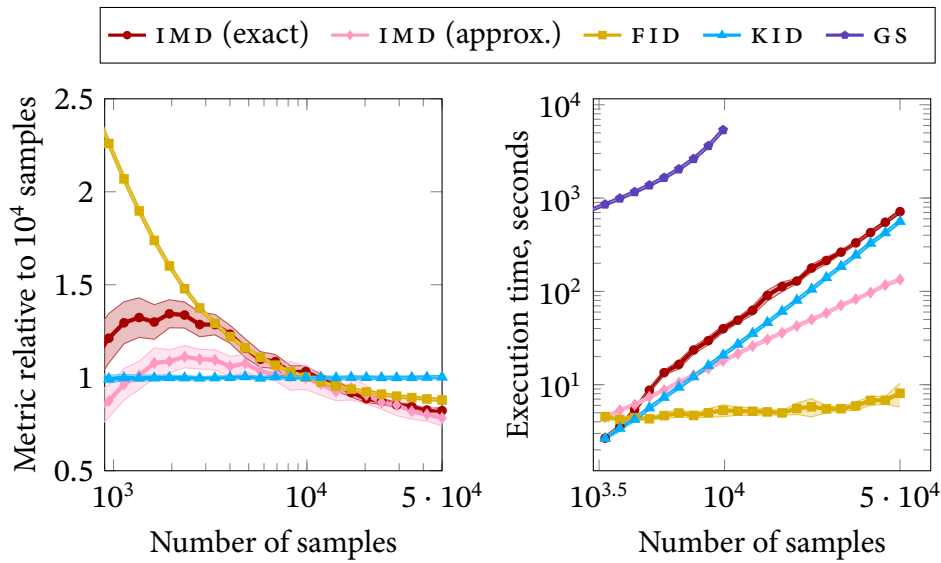 IMD (exact) IMD (approx.) FID KID GS
Metric relative to 10⁴ samples
2.5
2
1.5
1
0.5
10³ 10⁴ 5 · 10⁴
Number of samples
Execution time, seconds
10⁴
10³
10²
10¹
10³·⁵ 10⁴ 5 · 10⁴
Number of samples